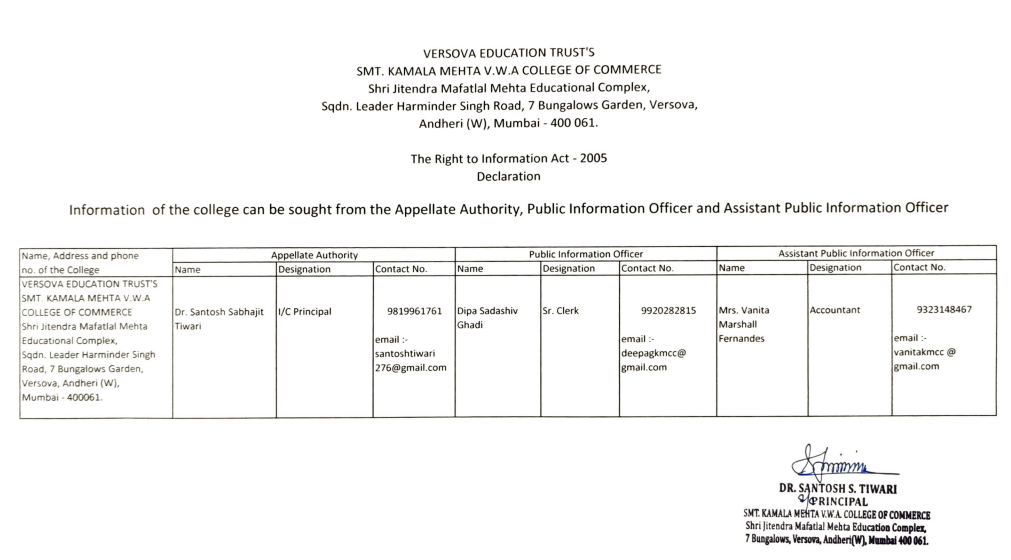 VERSOVA EDUCATION TRUST'S
SMT. KAMALA MEHTA V.W.A COLLEGE OF COMMERCE
Shri Jitendra Mafatlal Mehta Educational Complex,
Sqdn. Leader Harminder Singh Road, 7 Bungalows Garden, Versova,
Andheri (W), Mumbai - 400 061.
The Right to Information Act - 2005
Declaration
Information of the college can be sought from the Appellate Authority, Public Information Officer and Assistant Public Information Officer
Name, Address and phone no. of the College
Appellate Authority
Public Information Officer
Assistant Public Information Officer
Name Designation Contact No. Name Designation Contact No. Name Designation Contact No.
VERSOVA EDUCATION TRUST'S
SMT. KAMALA MEHTA V.W.A
COLLEGE OF COMMERCE
Shri Jitendra Mafatlal Mehta
Educational Complex,
Sqdn. Leader Harminder Singh
Road, 7 Bungalows Garden,
Versova, Andheri (W),
Mumbai - 400061.
Dr. Santosh Sabhajit
Tiwari
I/C Principal
9819961761
email :-
santoshtiwari
276@gmail.com
Dipa Sadashiv
Ghadi
Sr. Clerk
9920282815
email :-
deepagkmcc@
gmail.com
Mrs. Vanita
Marshall
Fernandes
Accountant
9323148467
email :-
vanitakmcc @
gmail.com
DR. SANTOSH S. TIWARI
I/C PRINCIPAL
SMT. KAMALA MEHTA V.W.A. COLLEGE OF COMMERCE
Shri Jitendra Mafatlal Mehta Education Complex,
7 Bungalows, Versova, Andheri(W), Mumbai 400 061.